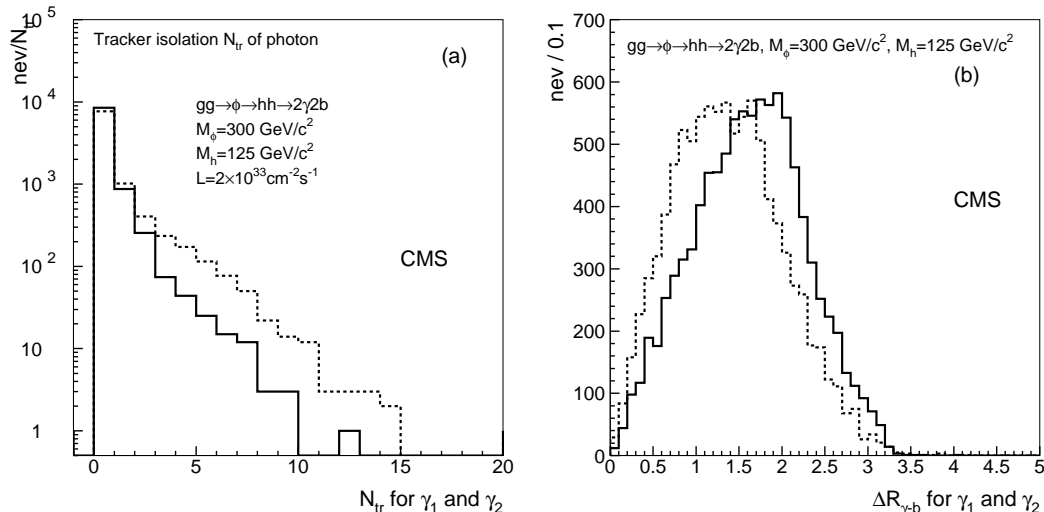 nev/N_tr
10^5
10^4
10^3
10^2
10
1
Tracker isolation N_tr of photon
(a)
gg→ϕ→hh→2γ2b
M_ϕ=300 GeV/c^2
M_h=125 GeV/c^2
L=2×10^33cm^-2s^-1
CMS
0 5 10 15 20
N_tr for γ_1 and γ_2
nev / 0.1
700
600
500
400
300
200
100
0
gg→ϕ→hh→2γ2b, M_ϕ=300 GeV/c^2, M_h=125 GeV/c^2
(b)
CMS
0 0.5 1 1.5 2 2.5 3 3.5 4 4.5 5
ΔR_γ-b for γ_1 and γ_2